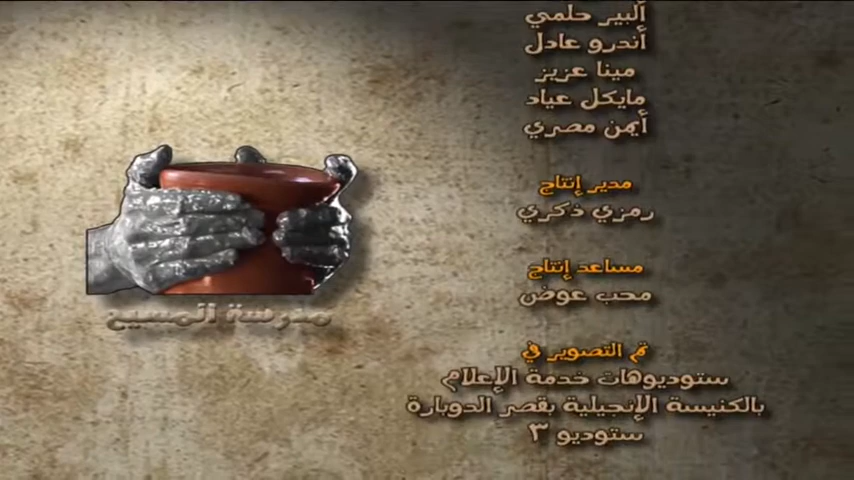 ألبير حلمي
أندرو عادل
مينا عزيز
مايكل عياد
أيمن مصري
مدير إنتاج
رمزي ذكري
مساعد إنتاج
محب عوض
تم التصوير في
ستوديوهات خدمة الإعلام
بالكنيسة الإنجيلية بقصر الدوبارة
ستوديو ٣
مدرسة المسيح